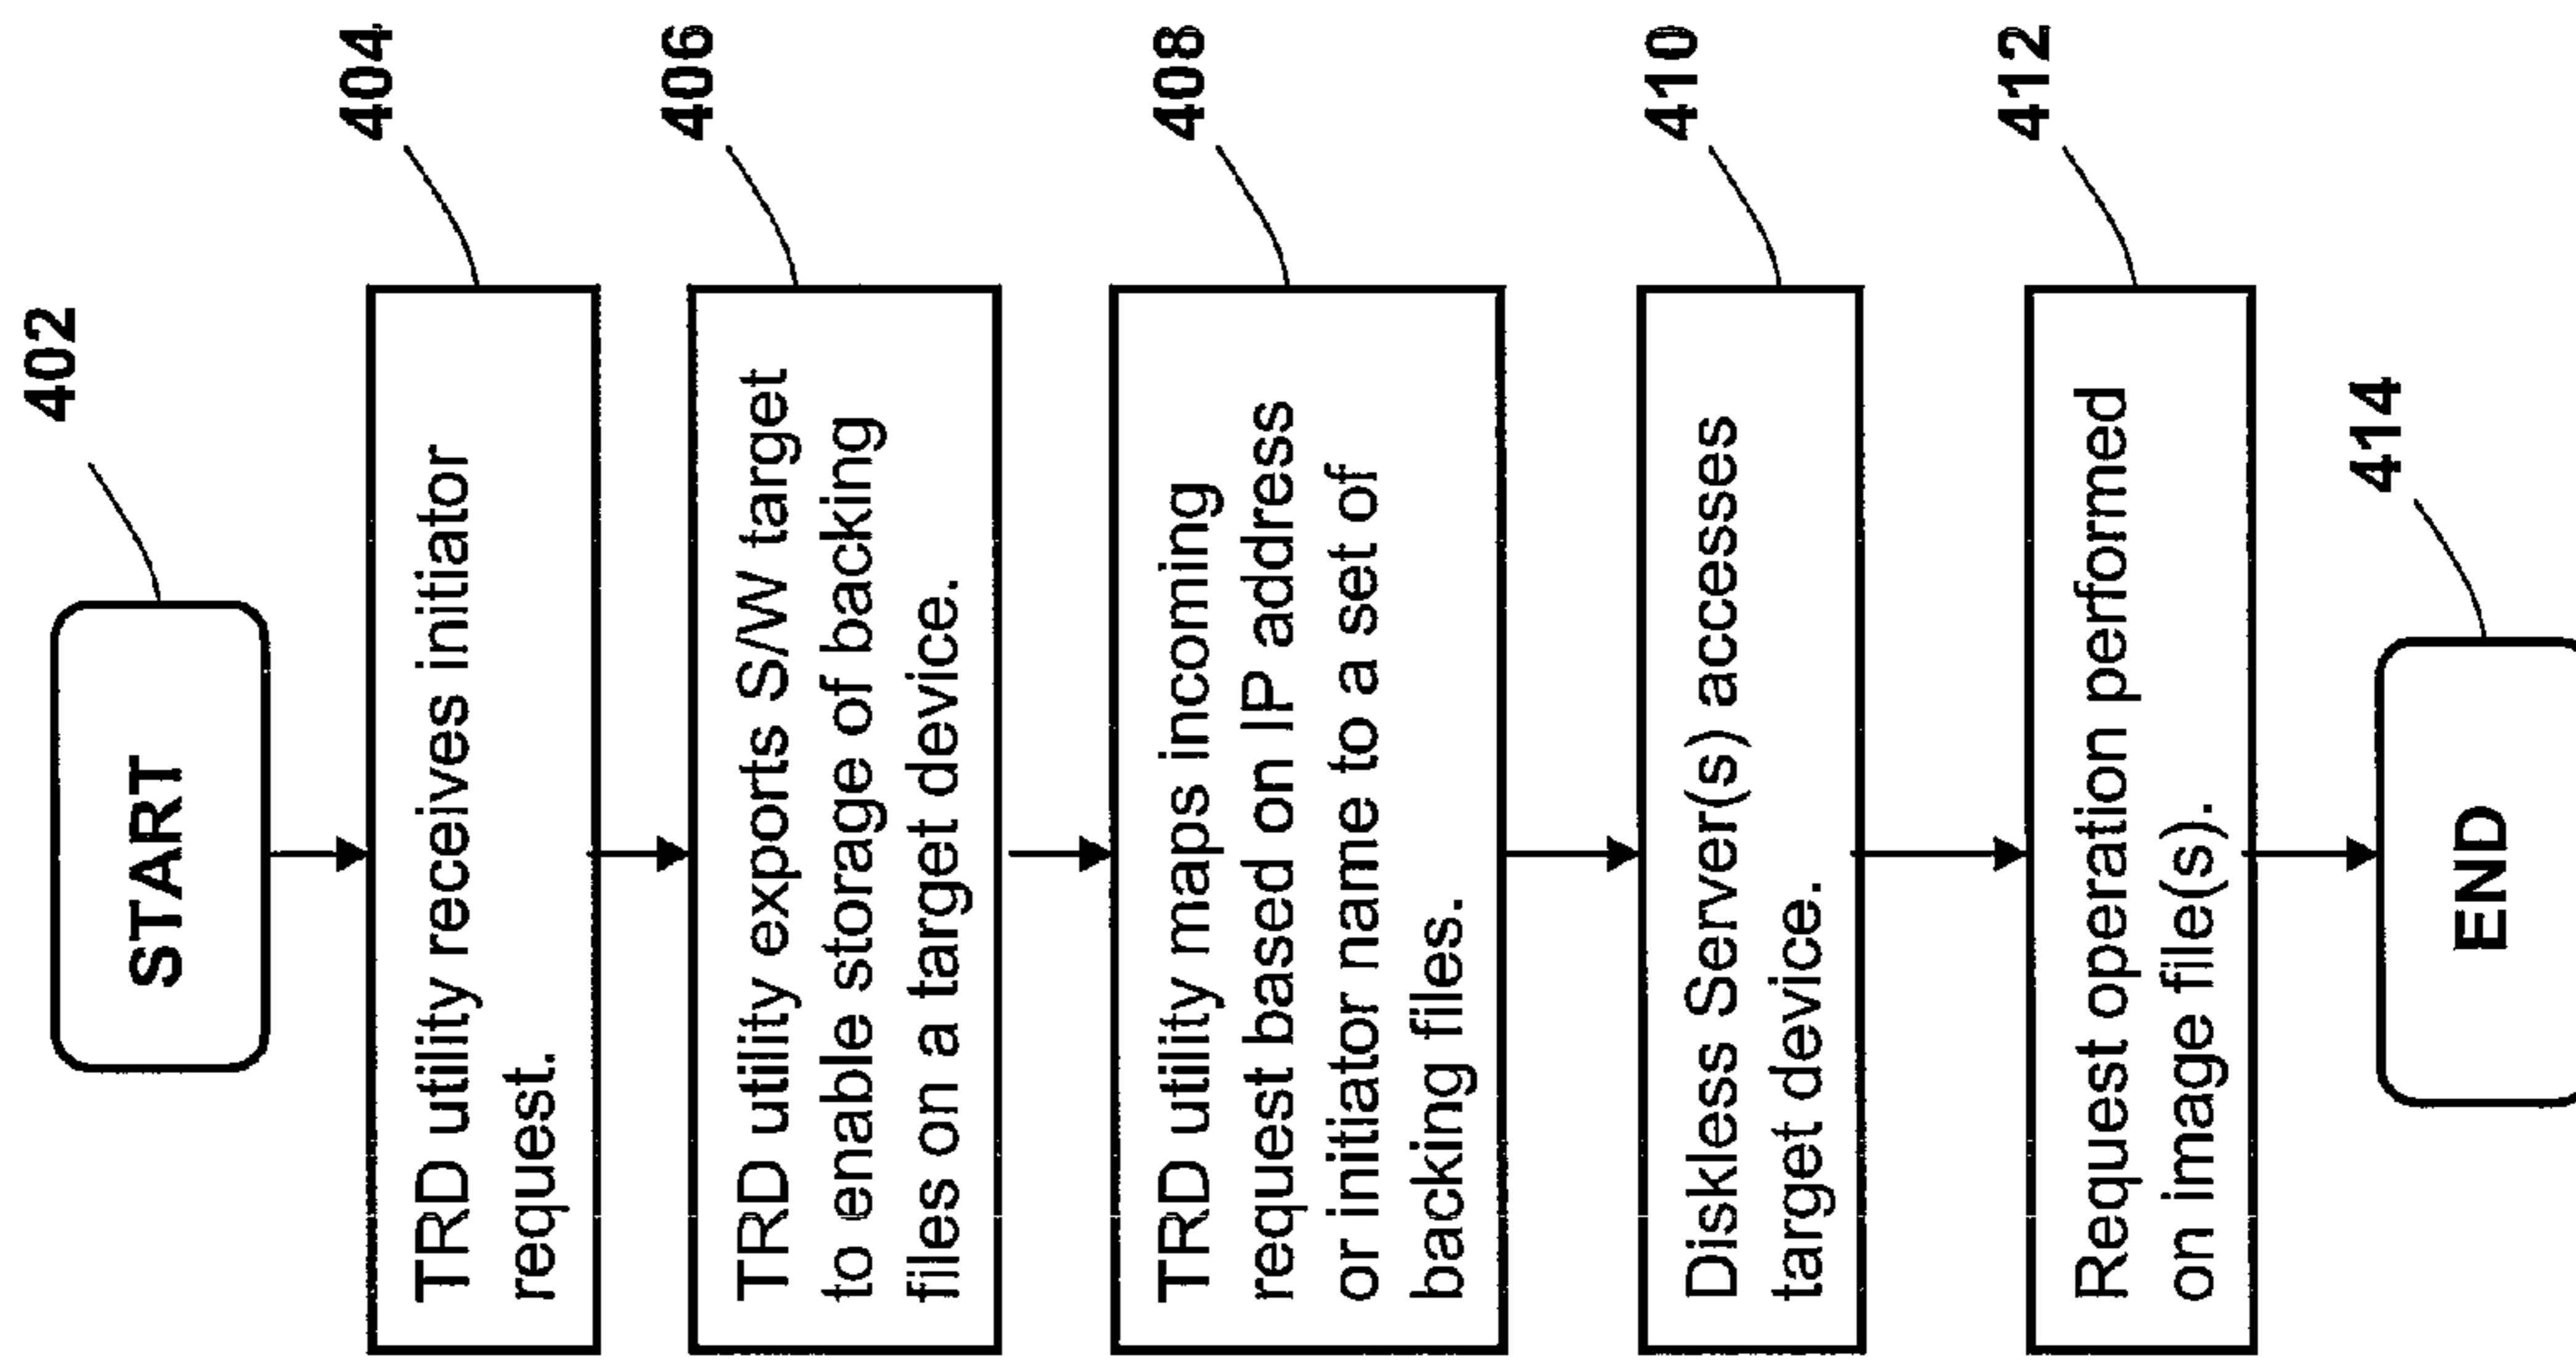 402
START
404
TRD utility receives initiator
request.
406
TRD utility exports S/W target
to enable storage of backing
files on a target device.
408
TRD utility maps incoming
request based on IP address
or initiator name to a set of
backing files.
410
Diskless Server(s) accesses
target device.
412
Request operation performed
on image file(s).
414
END